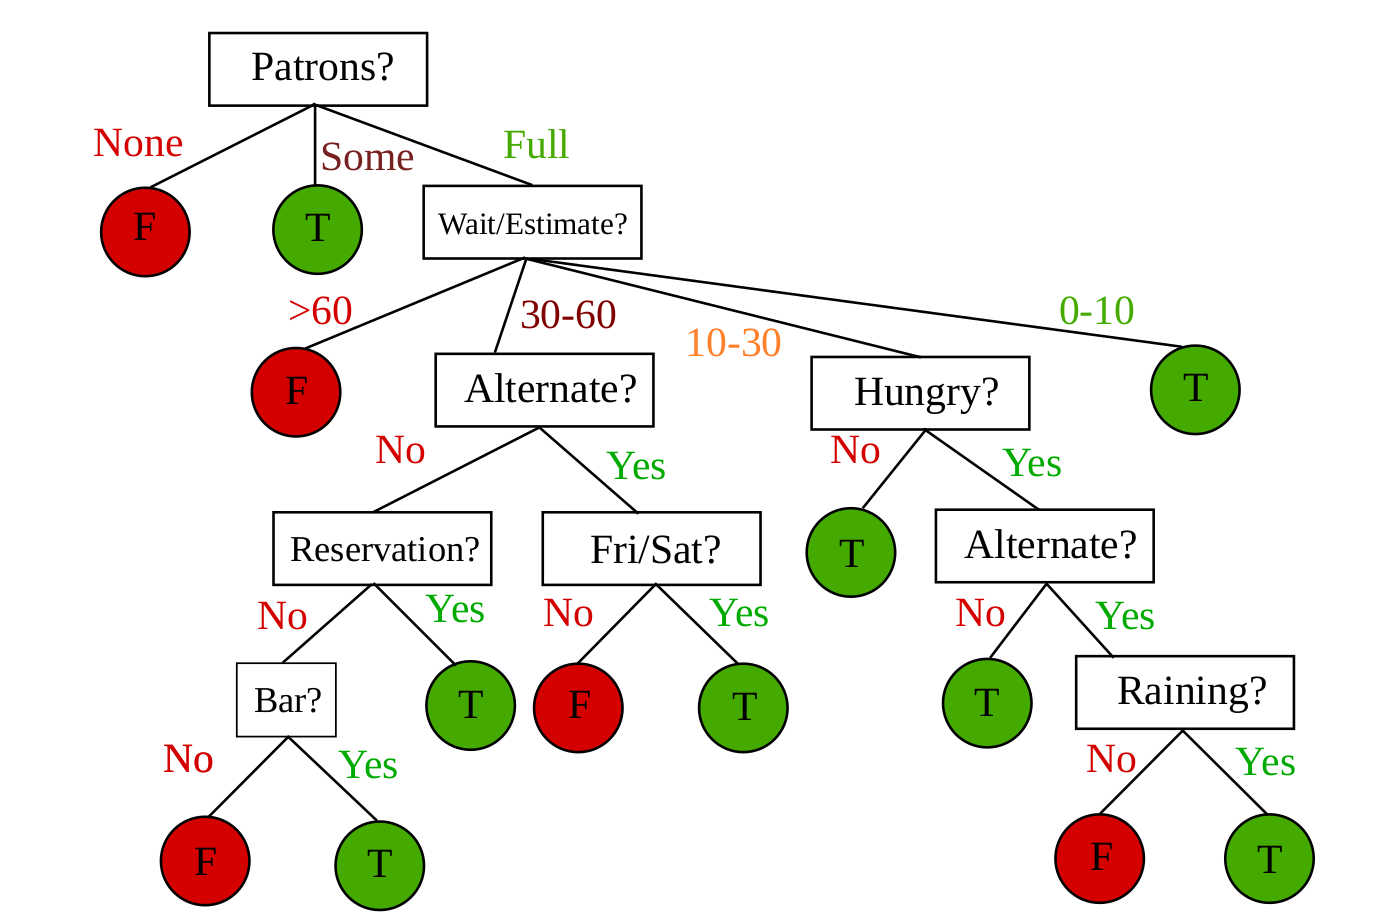 Patrons?
None
Some
Full
F
T
Wait/Estimate?
>60
30-60
10-30
0-10
F
Alternate?
Hungry?
T
No
Yes
No
Yes
Reservation?
Fri/Sat?
T
Alternate?
No
Yes
No
Yes
No
Yes
Bar?
T
F
T
T
Raining?
No
Yes
No
Yes
F
T
F
T